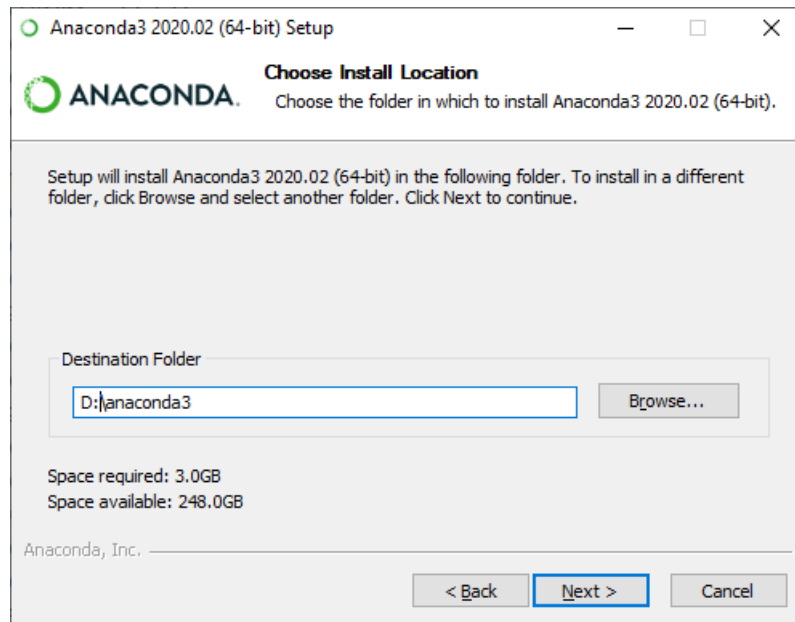 Anaconda3 2020.02 (64-bit) Setup
ANACONDA.
Choose Install Location
Choose the folder in which to install Anaconda3 2020.02 (64-bit).
Setup will install Anaconda3 2020.02 (64-bit) in the following folder. To install in a different
folder, click Browse and select another folder. Click Next to continue.
Destination Folder
D:\anaconda3
Browse...
Space required: 3.0GB
Space available: 248.0GB
Anaconda, Inc.
< Back
Next >
Cancel